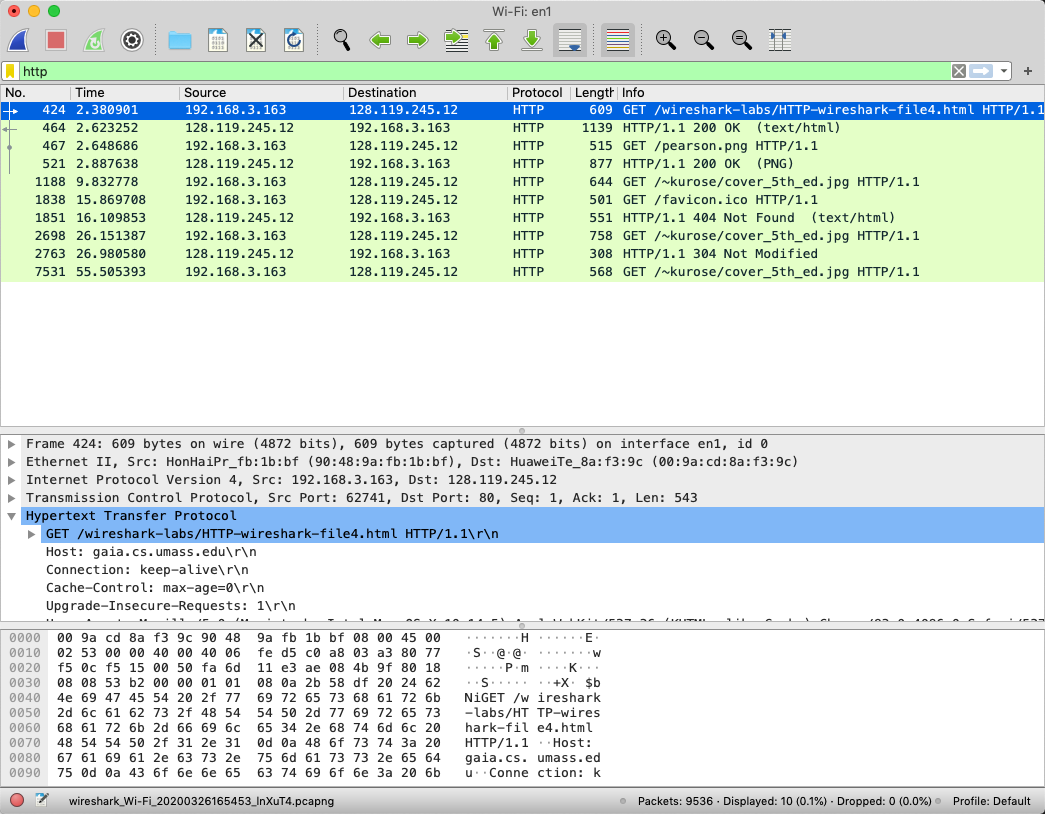 Wi-Fi: en1
http
No. Time Source Destination Protocol Length Info
424 2.380901 192.168.3.163 128.119.245.12 HTTP 609 GET /wireshark-labs/HTTP-wireshark-file4.html HTTP/1.1
464 2.623252 128.119.245.12 192.168.3.163 HTTP 1139 HTTP/1.1 200 OK (text/html)
467 2.648686 192.168.3.163 128.119.245.12 HTTP 515 GET /pearson.png HTTP/1.1
521 2.887638 128.119.245.12 192.168.3.163 HTTP 877 HTTP/1.1 200 OK (PNG)
1188 9.832778 192.168.3.163 128.119.245.12 HTTP 644 GET /~kurose/cover_5th_ed.jpg HTTP/1.1
1838 15.869708 192.168.3.163 128.119.245.12 HTTP 501 GET /favicon.ico HTTP/1.1
1851 16.109853 128.119.245.12 192.168.3.163 HTTP 551 HTTP/1.1 404 Not Found (text/html)
2698 26.151387 192.168.3.163 128.119.245.12 HTTP 758 GET /~kurose/cover_5th_ed.jpg HTTP/1.1
2763 26.980580 128.119.245.12 192.168.3.163 HTTP 308 HTTP/1.1 304 Not Modified
7531 55.505393 192.168.3.163 128.119.245.12 HTTP 568 GET /~kurose/cover_5th_ed.jpg HTTP/1.1
Frame 424: 609 bytes on wire (4872 bits), 609 bytes captured (4872 bits) on interface en1, id 0
Ethernet II, Src: HonHaiPr_fb:1b:bf (90:48:9a:fb:1b:bf), Dst: HuaweiTe_8a:f3:9c (00:9a:cd:8a:f3:9c)
Internet Protocol Version 4, Src: 192.168.3.163, Dst: 128.119.245.12
Transmission Control Protocol, Src Port: 62741, Dst Port: 80, Seq: 1, Ack: 1, Len: 543
Hypertext Transfer Protocol
GET /wireshark-labs/HTTP-wireshark-file4.html HTTP/1.1\r\n
Host: gaia.cs.umass.edu\r\n
Connection: keep-alive\r\n
Cache-Control: max-age=0\r\n
Upgrade-Insecure-Requests: 1\r\n
0000 00 9a cd 8a f3 9c 90 48 9a fb 1b bf 08 00 45 00 ·······H ······E·
0010 02 53 00 00 40 00 40 06 fe d5 c0 a8 03 a3 80 77 ·S··@·@· ·······w
0020 f5 0c f5 15 00 50 fa 6d 11 e3 ae 08 4b 9f 80 18 ·····P·m ····K···
0030 08 08 53 b2 00 00 01 01 08 0a 2b 58 df 20 24 62 ··S····· ··+X· $b
0040 4e 69 47 45 54 20 2f 77 69 72 65 73 68 61 72 6b NiGET /w ireshark
0050 2d 6c 61 62 73 2f 48 54 54 50 2d 77 69 72 65 73 -labs/HT TP-wires
0060 68 61 72 6b 2d 66 69 6c 65 34 2e 68 74 6d 6c 20 hark-fil e4.html
0070 48 54 54 50 2f 31 2e 31 0d 0a 48 6f 73 74 3a 20 HTTP/1.1 ··Host:
0080 67 61 69 61 2e 63 73 2e 75 6d 61 73 73 2e 65 64 gaia.cs. umass.ed
0090 75 0d 0a 43 6f 6e 6e 65 63 74 69 6f 6e 3a 20 6b u··Conne ction: k
wireshark_Wi-Fi_20200326165453_lnXuT4.pcapng Packets: 9536 · Displayed: 10 (0.1%) · Dropped: 0 (0.0%) Profile: Default